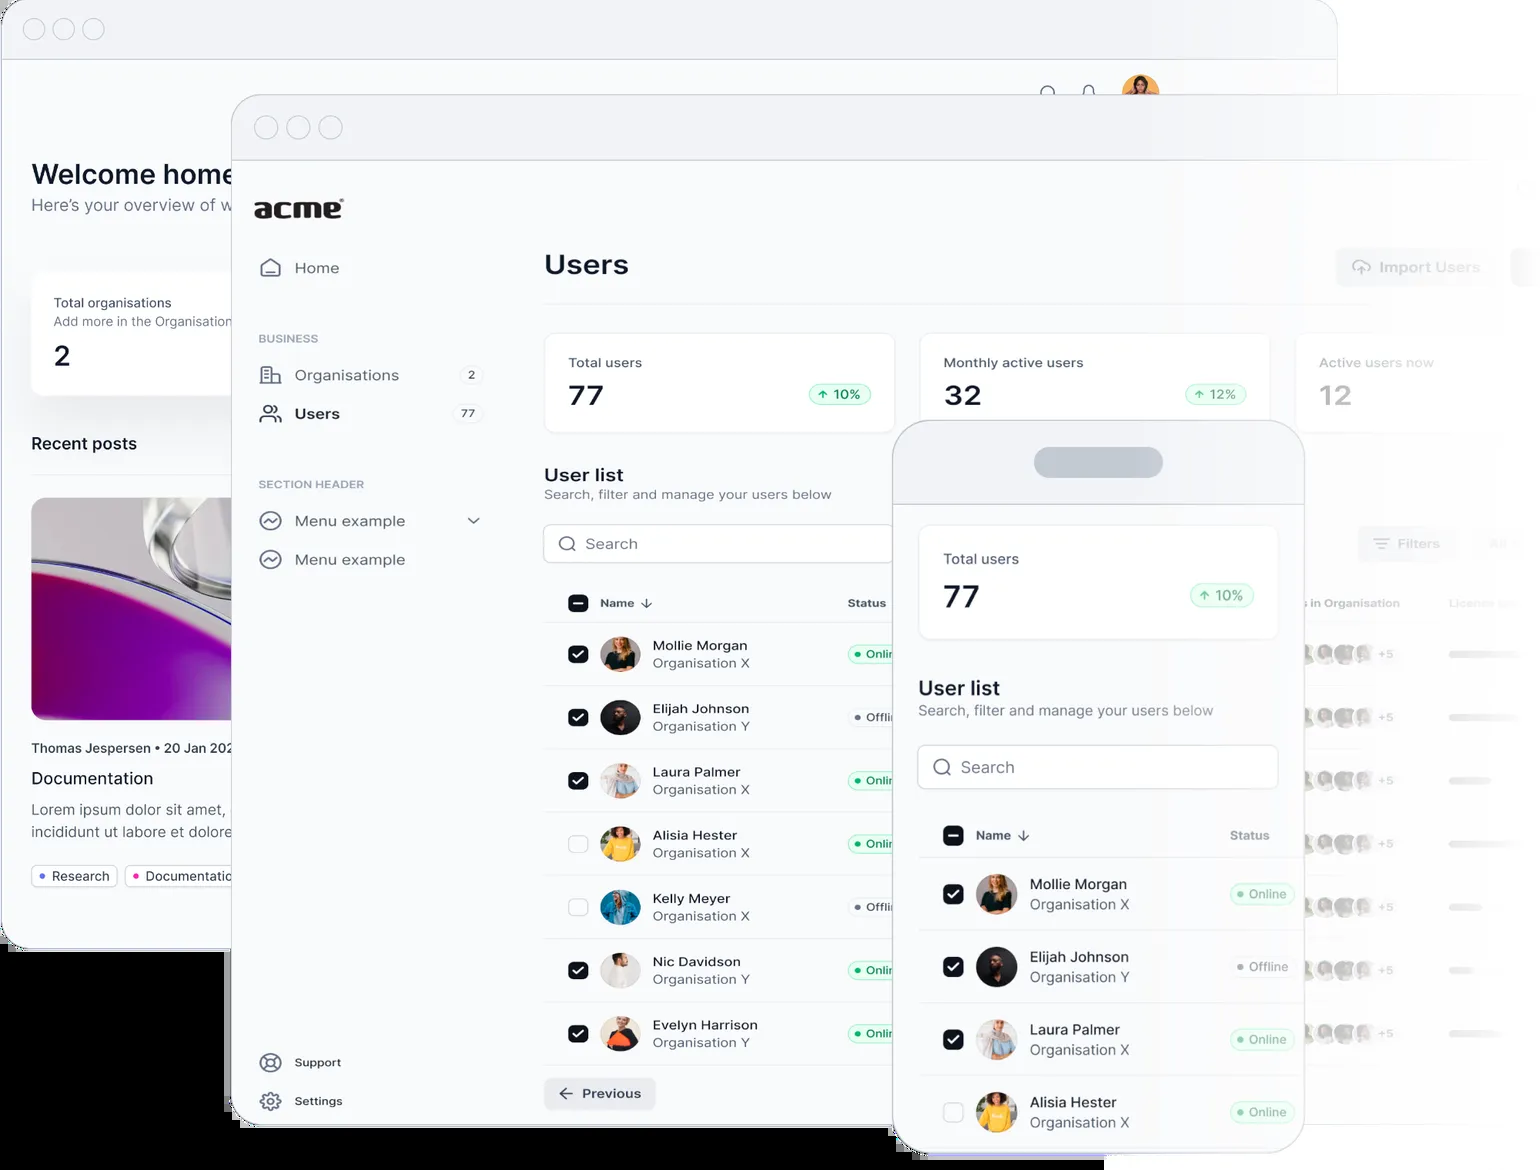 Welcome home
Here's your overview of w
Total organisations
Add more in the Organisation
2
Recent posts
Thomas Jespersen • 20 Jan 202
Documentation
Lorem ipsum dolor sit amet,
incididunt ut labore et dolore
Research
Documentatio
acme
Home
BUSINESS
Organisations 2
Users 77
SECTION HEADER
Menu example
Menu example
Support
Settings
Users
Import Users
Total users
77
10%
Monthly active users
32
12%
Active users now
12
User list
Search, filter and manage your users below
Search
Filters
All
Name
Status
s in Organisation
Mollie Morgan
Organisation X
Onlin
+5
Elijah Johnson
Organisation Y
Offli
+5
Laura Palmer
Organisation X
Onlin
+5
Alisia Hester
Organisation X
Onlin
+5
Kelly Meyer
Organisation X
Offli
+5
Nic Davidson
Organisation Y
Onlin
+5
Evelyn Harrison
Organisation Y
Onlin
+5
Previous
Total users
77
10%
User list
Search, filter and manage your users below
Search
Name
Status
Mollie Morgan
Organisation X
Online
Elijah Johnson
Organisation Y
Offline
Laura Palmer
Organisation X
Online
Alisia Hester
Organisation X
Online